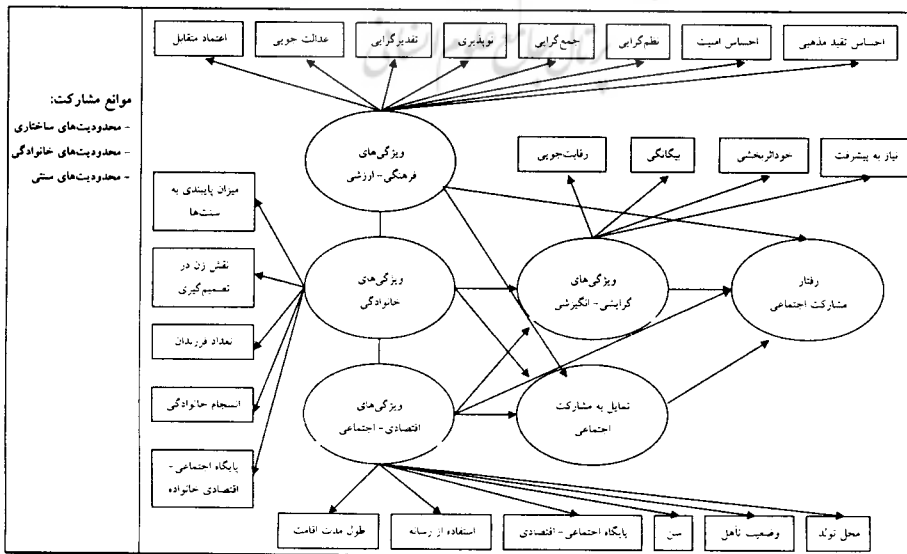 احساس تقید مذهبی
احساس امنیت
نظم‌گرایی
جمع‌گرایی
نوپذیری
تقدیرگرایی
عدالت جویی
اعتماد متقابل
موانع مشارکت:
- محدودیت‌های ساختاری
- محدودیت‌های خانوادگی
- محدودیت‌های سنتی
ویژگی‌های
فرهنگی - ارزشی
نیاز به پیشرفت
خوداثربخشی
بیگانگی
رقابت‌جویی
میزان پایبندی به
سنت‌ها
نقش زن در
تصمیم‌گیری
تعداد فرزندان
انسجام خانوادگی
پایگاه اجتماعی -
اقتصادی خانواده
ویژگی‌های
خانوادگی
ویژگی‌های
گرایشی - انگیزشی
رفتار
مشارکت اجتماعی
ویژگی‌های
اقتصادی - اجتماعی
تمایل به مشارکت
اجتماعی
محل تولد
وضعیت تأهل
سن
پایگاه اجتماعی - اقتصادی
استفاده از رسانه
طول مدت اقامت